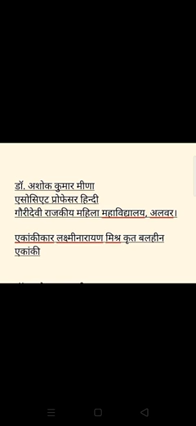 डॉ. अशोक कुमार मीणा
एसोसिएट प्रोफेसर हिन्दी
गौरीदेवी राजकीय महिला महाविद्यालय, अलवर।
एकांकीकार लक्ष्मीनारायण मिश्र कृत बलहीन
एकांकी